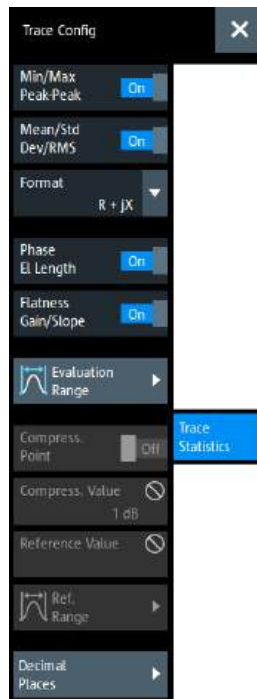 Trace Config
Min/Max
Peak-Peak
On
Mean/Std
Dev/RMS
On
Format
R + jX
Phase
El Length
On
Flatness
Gain/Slope
On
Evaluation
Range
Compress.
Point
Off
Compress. Value
1 dB
Reference Value
Ref.
Range
Decimal
Places
Trace
Statistics